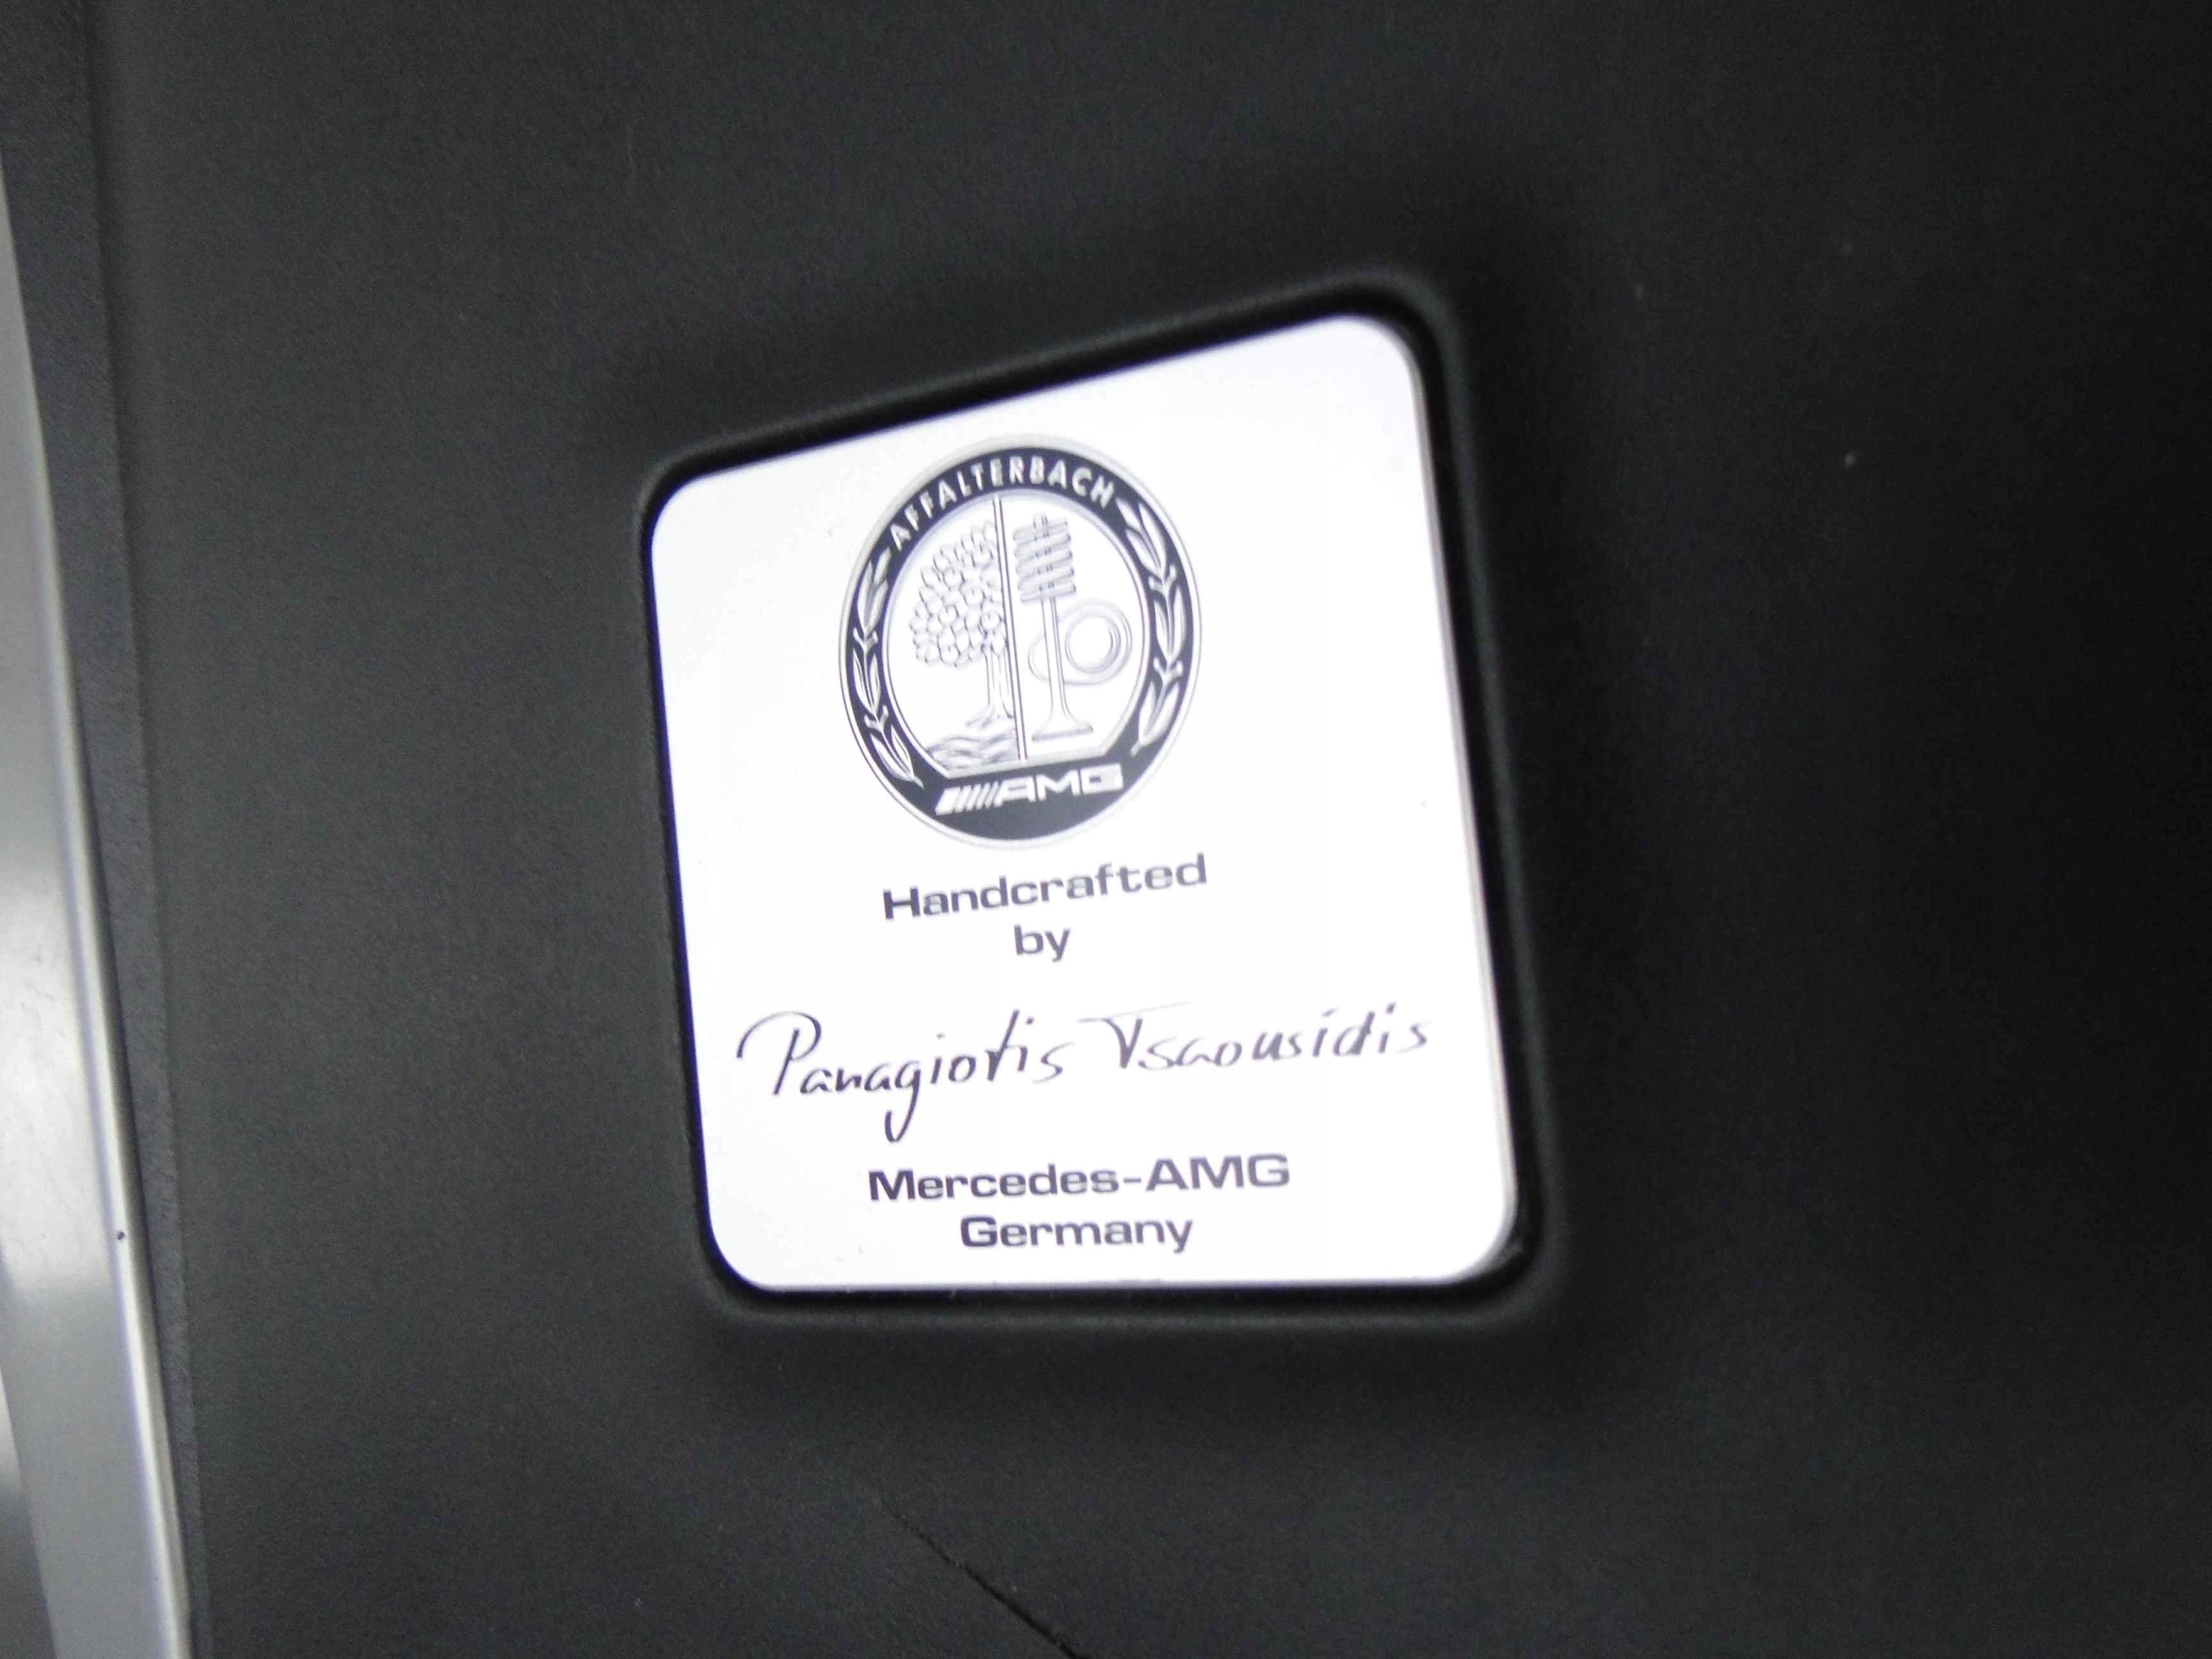 AFFALTERBACH
AMG
Handcrafted
by
Panagiotis Tsaousidis
Mercedes-AMG
Germany